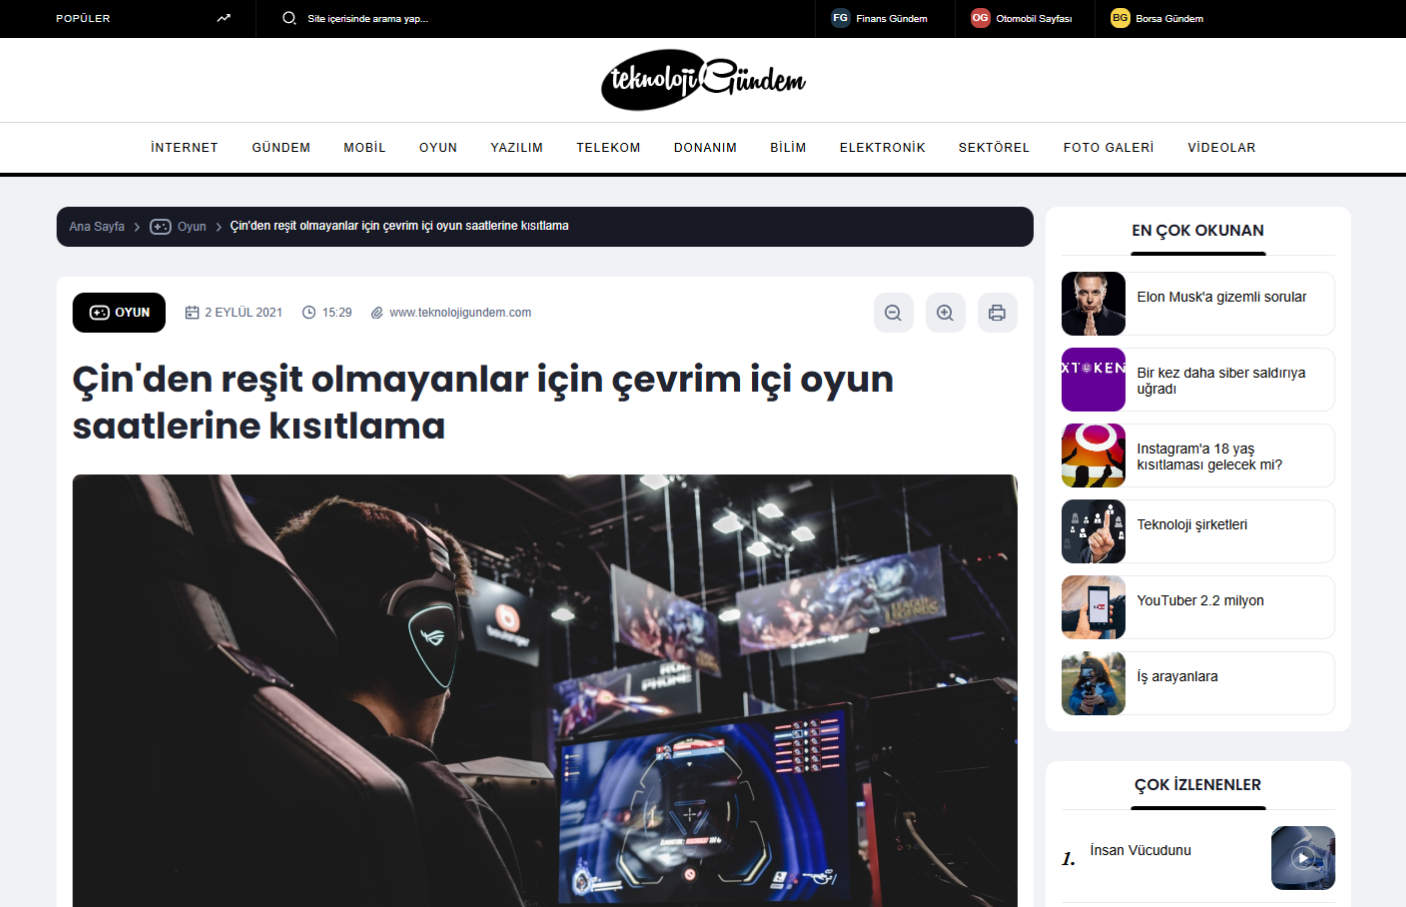 POPÜLER
Site içerisinde arama yap...
FG Finans Gündem
OG Otomobil Sayfası
BG Borsa Gündem
teknoloji Gündem
İNTERNET GÜNDEM MOBİL OYUN YAZILIM TELEKOM DONANIM BİLİM ELEKTRONİK SEKTÖREL FOTO GALERİ VİDEOLAR
Ana Sayfa > Oyun > Çin'den reşit olmayanlar için çevrim içi oyun saatlerine kısıtlama
OYUN 2 EYLÜL 2021 15:29 www.teknolojigundem.com
Çin'den reşit olmayanlar için çevrim içi oyun
saatlerine kısıtlama
LEAGUE
LEGENDS
PHONE
EN ÇOK OKUNAN
Elon Musk'a gizemli sorular
XTOKEN
Bir kez daha siber saldırıya
uğradı
Instagram'a 18 yaş
kısıtlaması gelecek mi?
Teknoloji şirketleri
YouTuber 2.2 milyon
İş arayanlara
ÇOK İZLENENLER
1. İnsan Vücudunu